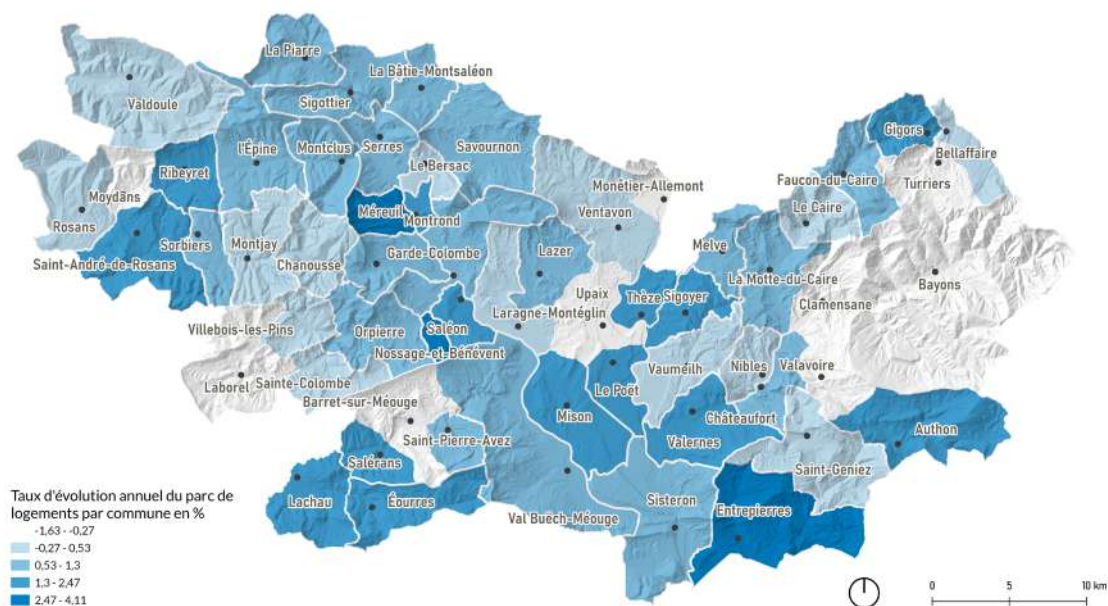 La Piarre
La Bâtie-Montsaléon
Valdoule
Sigottier
Gigors
Serres
l'Épine
Montclus
Savournon
Bellaffaire
Ribeyret
Le Bersac
Faucon-du-Caire
Turriers
Moydans
Monêtier-Allemont
Rosans
Méreuil
Montrond
Ventavon
Le Caire
Sorbiers
Montjay
Garde-Colombe
Lazer
Melve
Saint-André-de-Rosans
Chanousse
La Motte-du-Caire
Bayons
Upaix
Thèze
Sigoyer
Clamensane
Villebois-les-Pins
Orpierre
Saléon
Laragne-Montéglin
Nossage-et-Bénévent
Laborel
Sainte-Colombe
Vaumeilh
Nibles
Valavoire
Barret-sur-Méouge
Le Poët
Mison
Châteaufort
Authon
Saint-Pierre-Avez
Valernes
Salérans
Saint-Geniez
Lachau
Éourres
Sisteron
Entrepierres
Val Buëch-Méouge
Taux d'évolution annuel du parc de
logements par commune en %
-1,63 - -0,27
-0,27 - 0,53
0,53 - 1,3
1,3 - 2,47
2,47 - 4,11
0 5 10 km